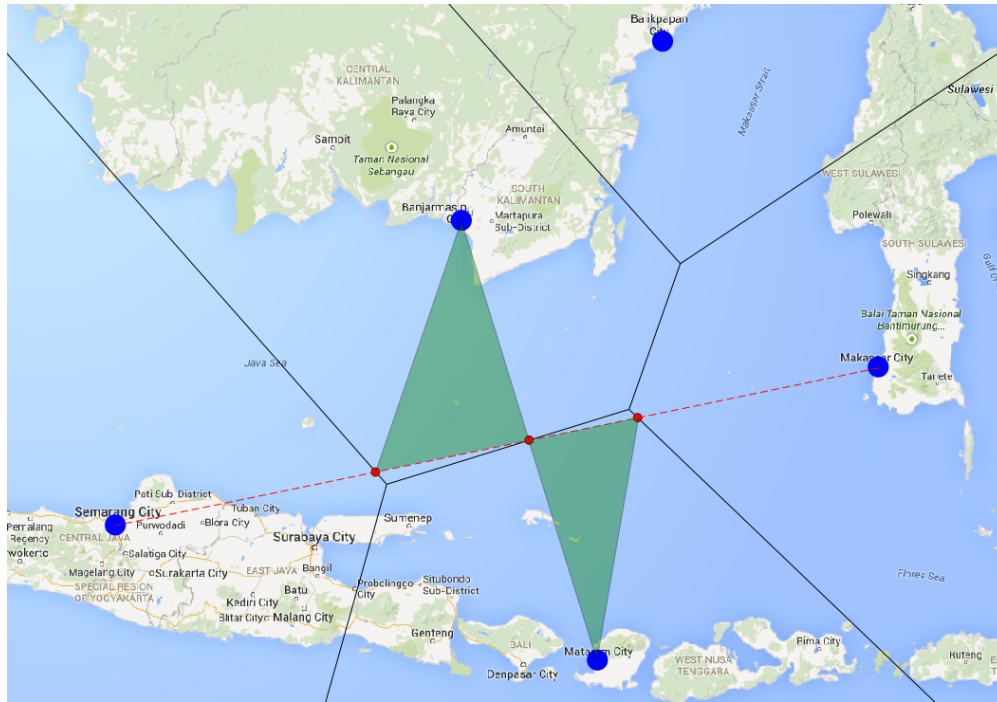 Balikpapan
City
CENTRAL
KALIMANTAN
Palangka
Raya City
Makassar Strait
Sulawesi
Sampit
Amuntai
Taman Nasional
Sebangau
WEST SULAWESI
SOUTH
KALIMANTAN
Banjarmasin
Martapura
Sub-District
Polewali
SOUTH SULAWESI
Singkang
Balai Taman Nasional
Bantimurung...
Java Sea
Makassar City
Tanete
Pati Sub-District
Semarang City
Tuban City
Sumenep
Pemalang
Regency
Purwodadi
Blora City
CENTRAL JAVA
Surabaya City
wokerto
Salatiga City
Magelang City
Surakarta City
EAST JAVA
Bangil
Flores Sea
SPECIAL REGION
OF YOGYAKARTA
Batu
Probolinggo
City
Situbondo
Sub-District
Kediri City
Blitar City
Malang City
Genteng
BALI
Mataram City
Bima City
Denpasar City
WEST NUSA
TENGGARA
Ruteng